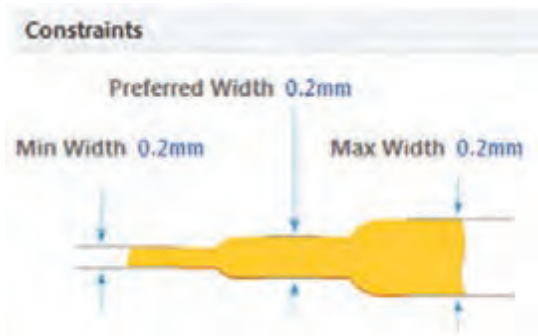 Constraints
Preferred Width 0.2mm
Min Width 0.2mm
Max Width 0.2mm